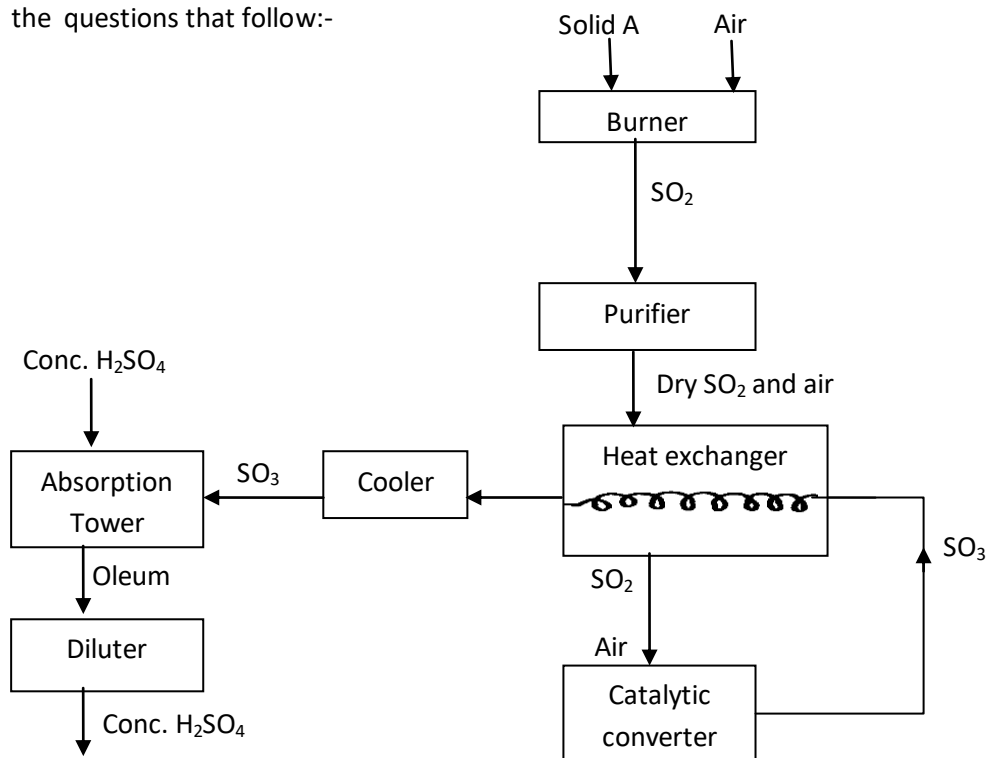 the questions that follow:-
Solid A
Air
Burner
SO₂
Purifier
Dry SO₂ and air
Conc. H₂SO₄
Heat exchanger
Absorption
Tower
SO₃
Cooler
SO₃
Oleum
SO₂
Diluter
Air
Catalytic
converter
Conc. H₂SO₄